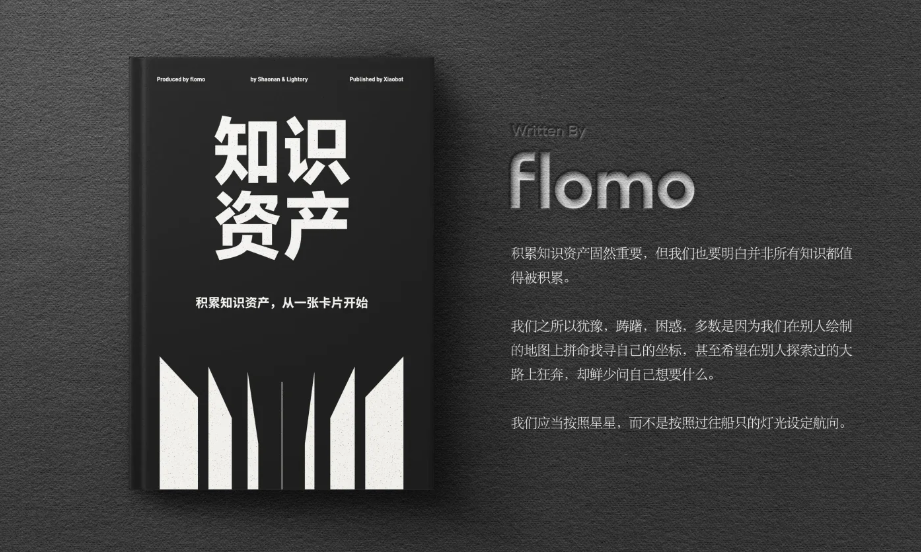 Produced by flomo
by Shaonan & Lightory
Published by Xiaobot
知识
资产
积累知识资产，从一张卡片开始
Written By
flomo
积累知识资产固然重要，但我们也要明白并非所有知识都值
得被积累。
我们之所以犹豫，踌躇，困惑，多数是因为我们在别人绘制
的地图上拼命找寻自己的坐标，甚至希望在别人探索过的大
路上狂奔，却鲜少问自己想要什么。
我们应当按照星星，而不是按照过往船只的灯光设定航向。